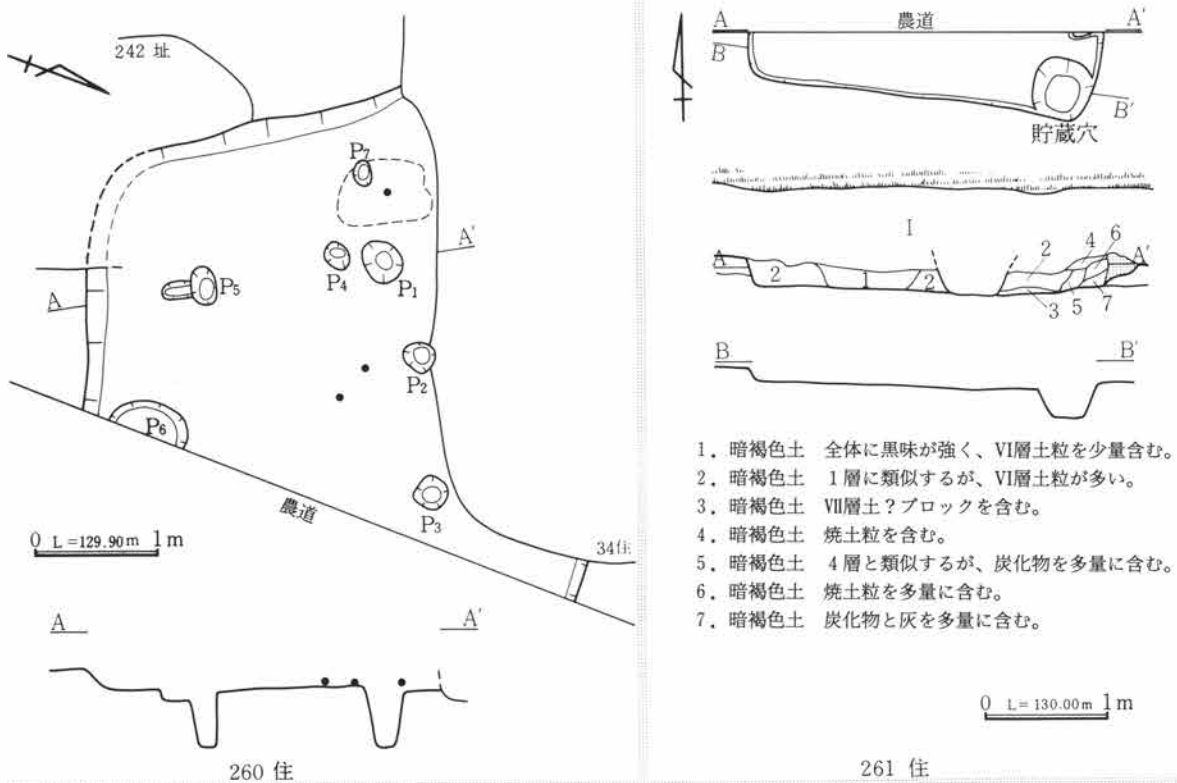 242 址
P7
A'
P4
P1
P5
A
P2
P6
P3
農道
34住
0 L=129.90m 1m
A A'
260 住
A 農道 A'
B
B'
貯蔵穴
I
6
4
2
A 2 1 2 A'
3 5 7
B B'
1．暗褐色土 全体に黒味が強く、VI層土粒を少量含む。
2．暗褐色土 1層に類似するが、VI層土粒が多い。
3．暗褐色土 VII層土？ブロックを含む。
4．暗褐色土 焼土粒を含む。
5．暗褐色土 4層と類似するが、炭化物を多量に含む。
6．暗褐色土 焼土粒を多量に含む。
7．暗褐色土 炭化物と灰を多量に含む。
0 L=130.00m 1m
261 住